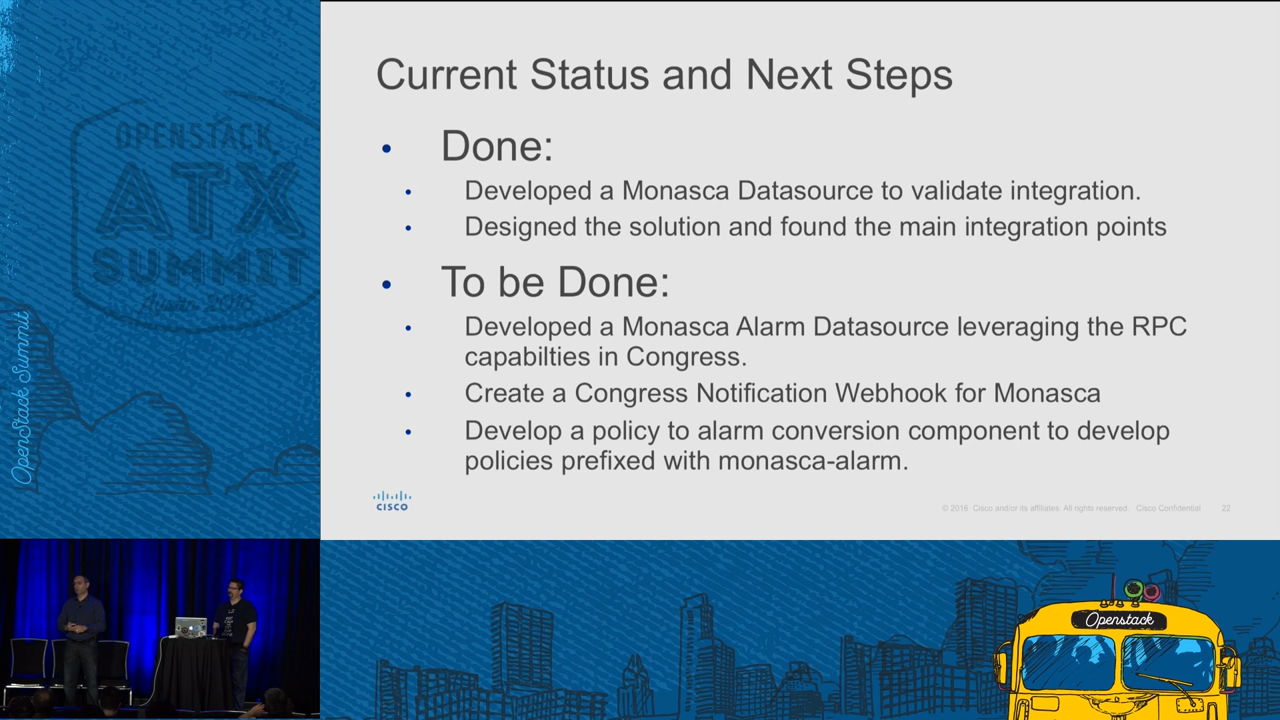 OPENSTACK
ATX
SUMMIT
Austin 2016
OpenStack Summit
Current Status and Next Steps
• Done:
• Developed a Monasca Datasource to validate integration.
• Designed the solution and found the main integration points
• To be Done:
• Developed a Monasca Alarm Datasource leveraging the RPC
capabilties in Congress.
• Create a Congress Notification Webhook for Monasca
• Develop a policy to alarm conversion component to develop
policies prefixed with monasca-alarm.
CISCO
© 2016 Cisco and/or its affiliates. All rights reserved. Cisco Confidential 22
Openstack